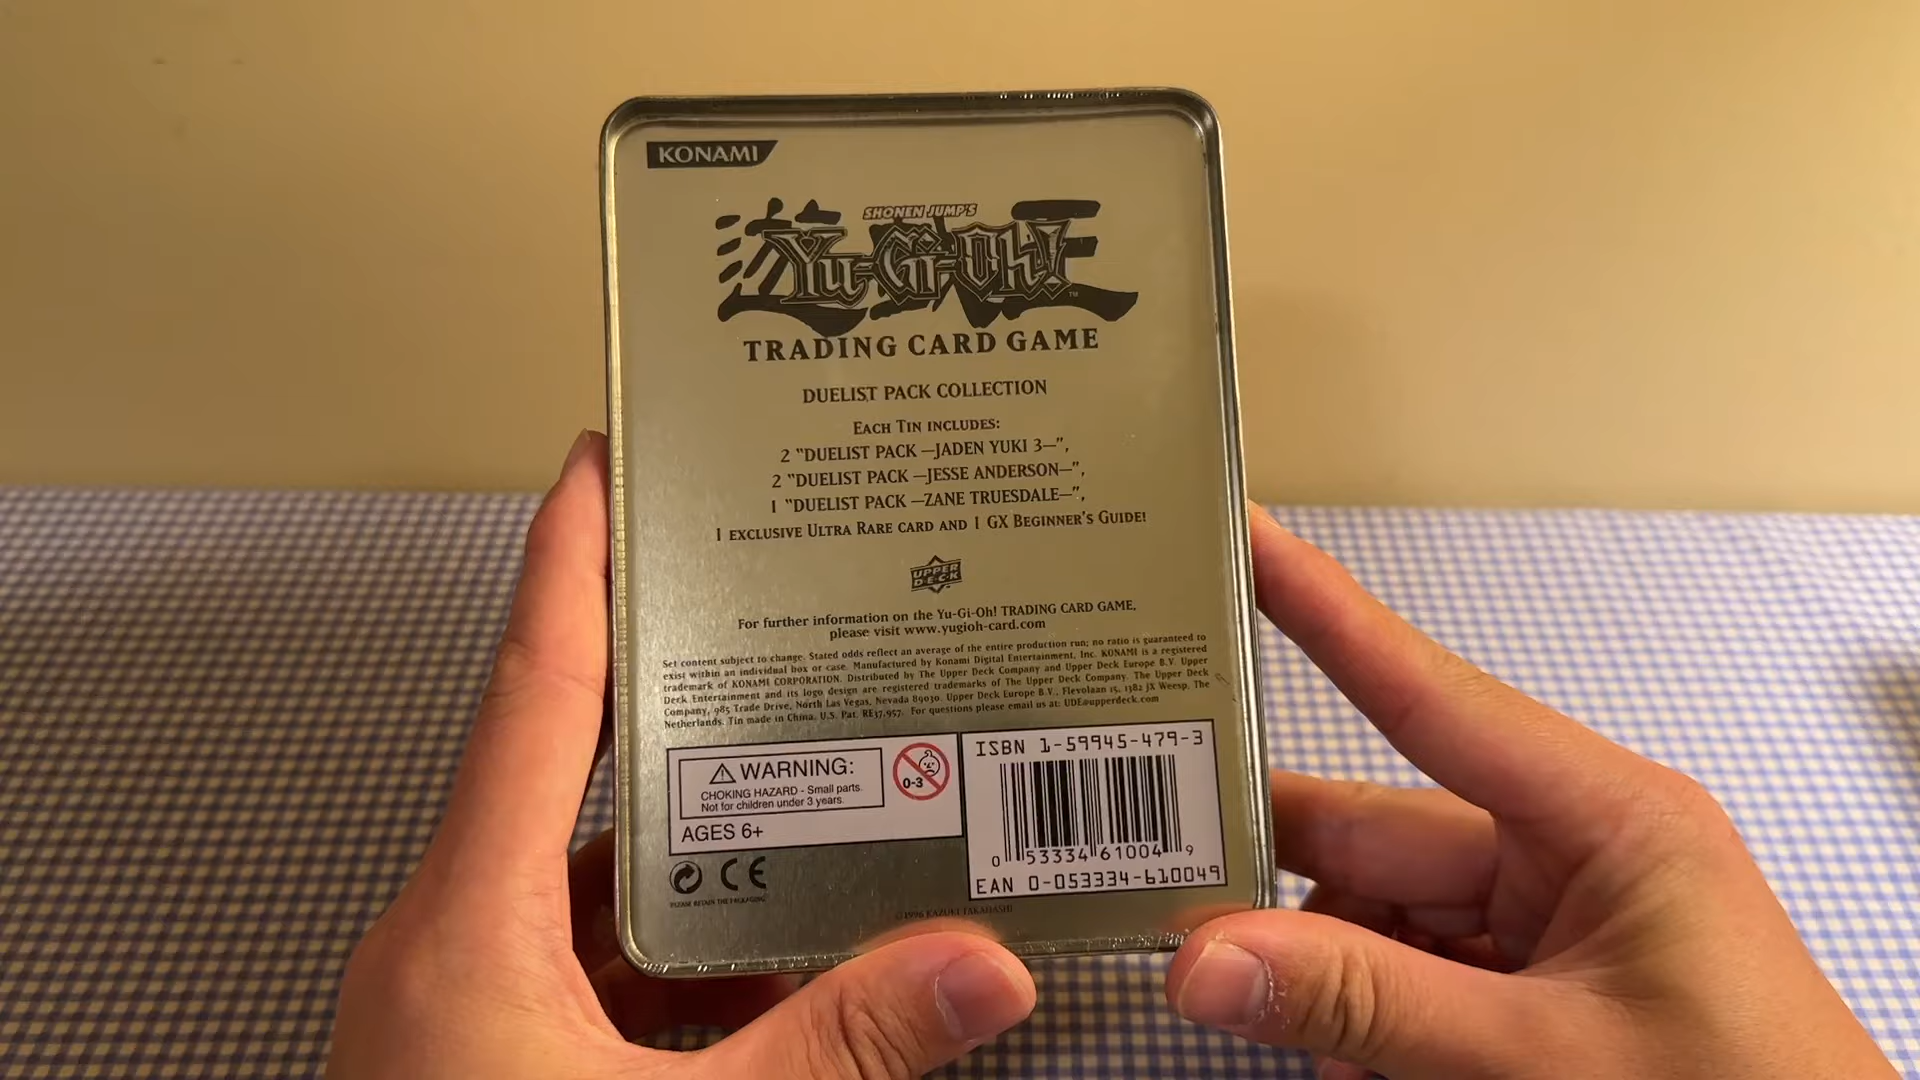 KONAMI
SHONEN JUMP'S
Yu-Gi-Oh!
TM
TRADING CARD GAME
DUELIST PACK COLLECTION
EACH TIN INCLUDES:
2 "DUELIST PACK —JADEN YUKI 3—",
2 "DUELIST PACK —JESSE ANDERSON—",
1 "DUELIST PACK —ZANE TRUESDALE—",
1 EXCLUSIVE ULTRA RARE CARD AND 1 GX BEGINNER'S GUIDE!
UPPER
DECK
For further information on the Yu-Gi-Oh! TRADING CARD GAME,
please visit www.yugioh-card.com
Set content subject to change. Stated odds reflect an average of the entire production run; no ratio is guaranteed to
exist within an individual box or case. Manufactured by Konami Digital Entertainment, Inc. KONAMI is a registered
trademark of KONAMI CORPORATION. Distributed by The Upper Deck Company and Upper Deck Europe B.V. Upper
Deck Entertainment and its logo design are registered trademarks of The Upper Deck Company. The Upper Deck
Company, 985 Trade Drive, North Las Vegas, Nevada 89030. Upper Deck Europe B.V., Flevolaan 15, 1382 JX Weesp, The
Netherlands. Tin made in China. U.S. Pat. RE37,957. For questions please email us at: UDE@upperdeck.com
WARNING:
CHOKING HAZARD - Small parts.
Not for children under 3 years.
0-3
AGES 6+
ISBN 1-59945-479-3
0 53334 61004 9
EAN 0-053334-610049
CE
PLEASE RETAIN THE PACKAGING
©1996 KAZUKI TAKAHASHI